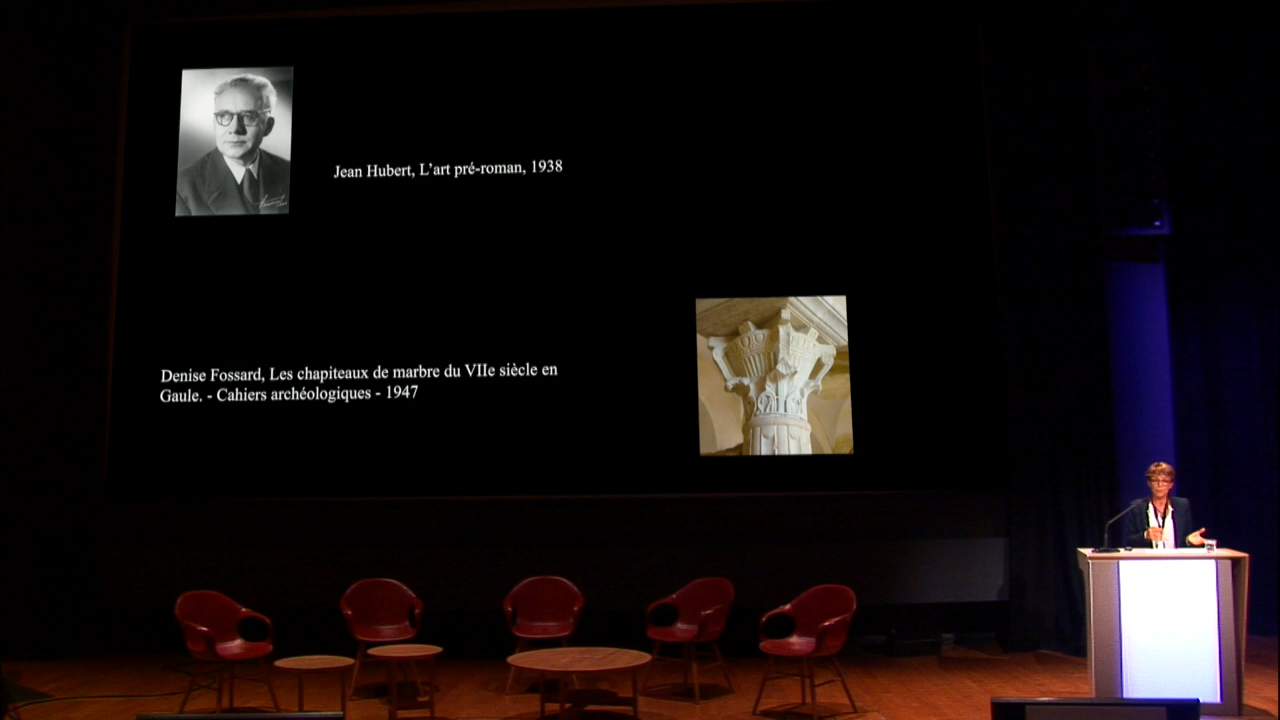 Jean Hubert, L'art pré-roman, 1938
Denise Fossard, Les chapiteaux de marbre du VIIe siècle en
Gaule. - Cahiers archéologiques - 1947